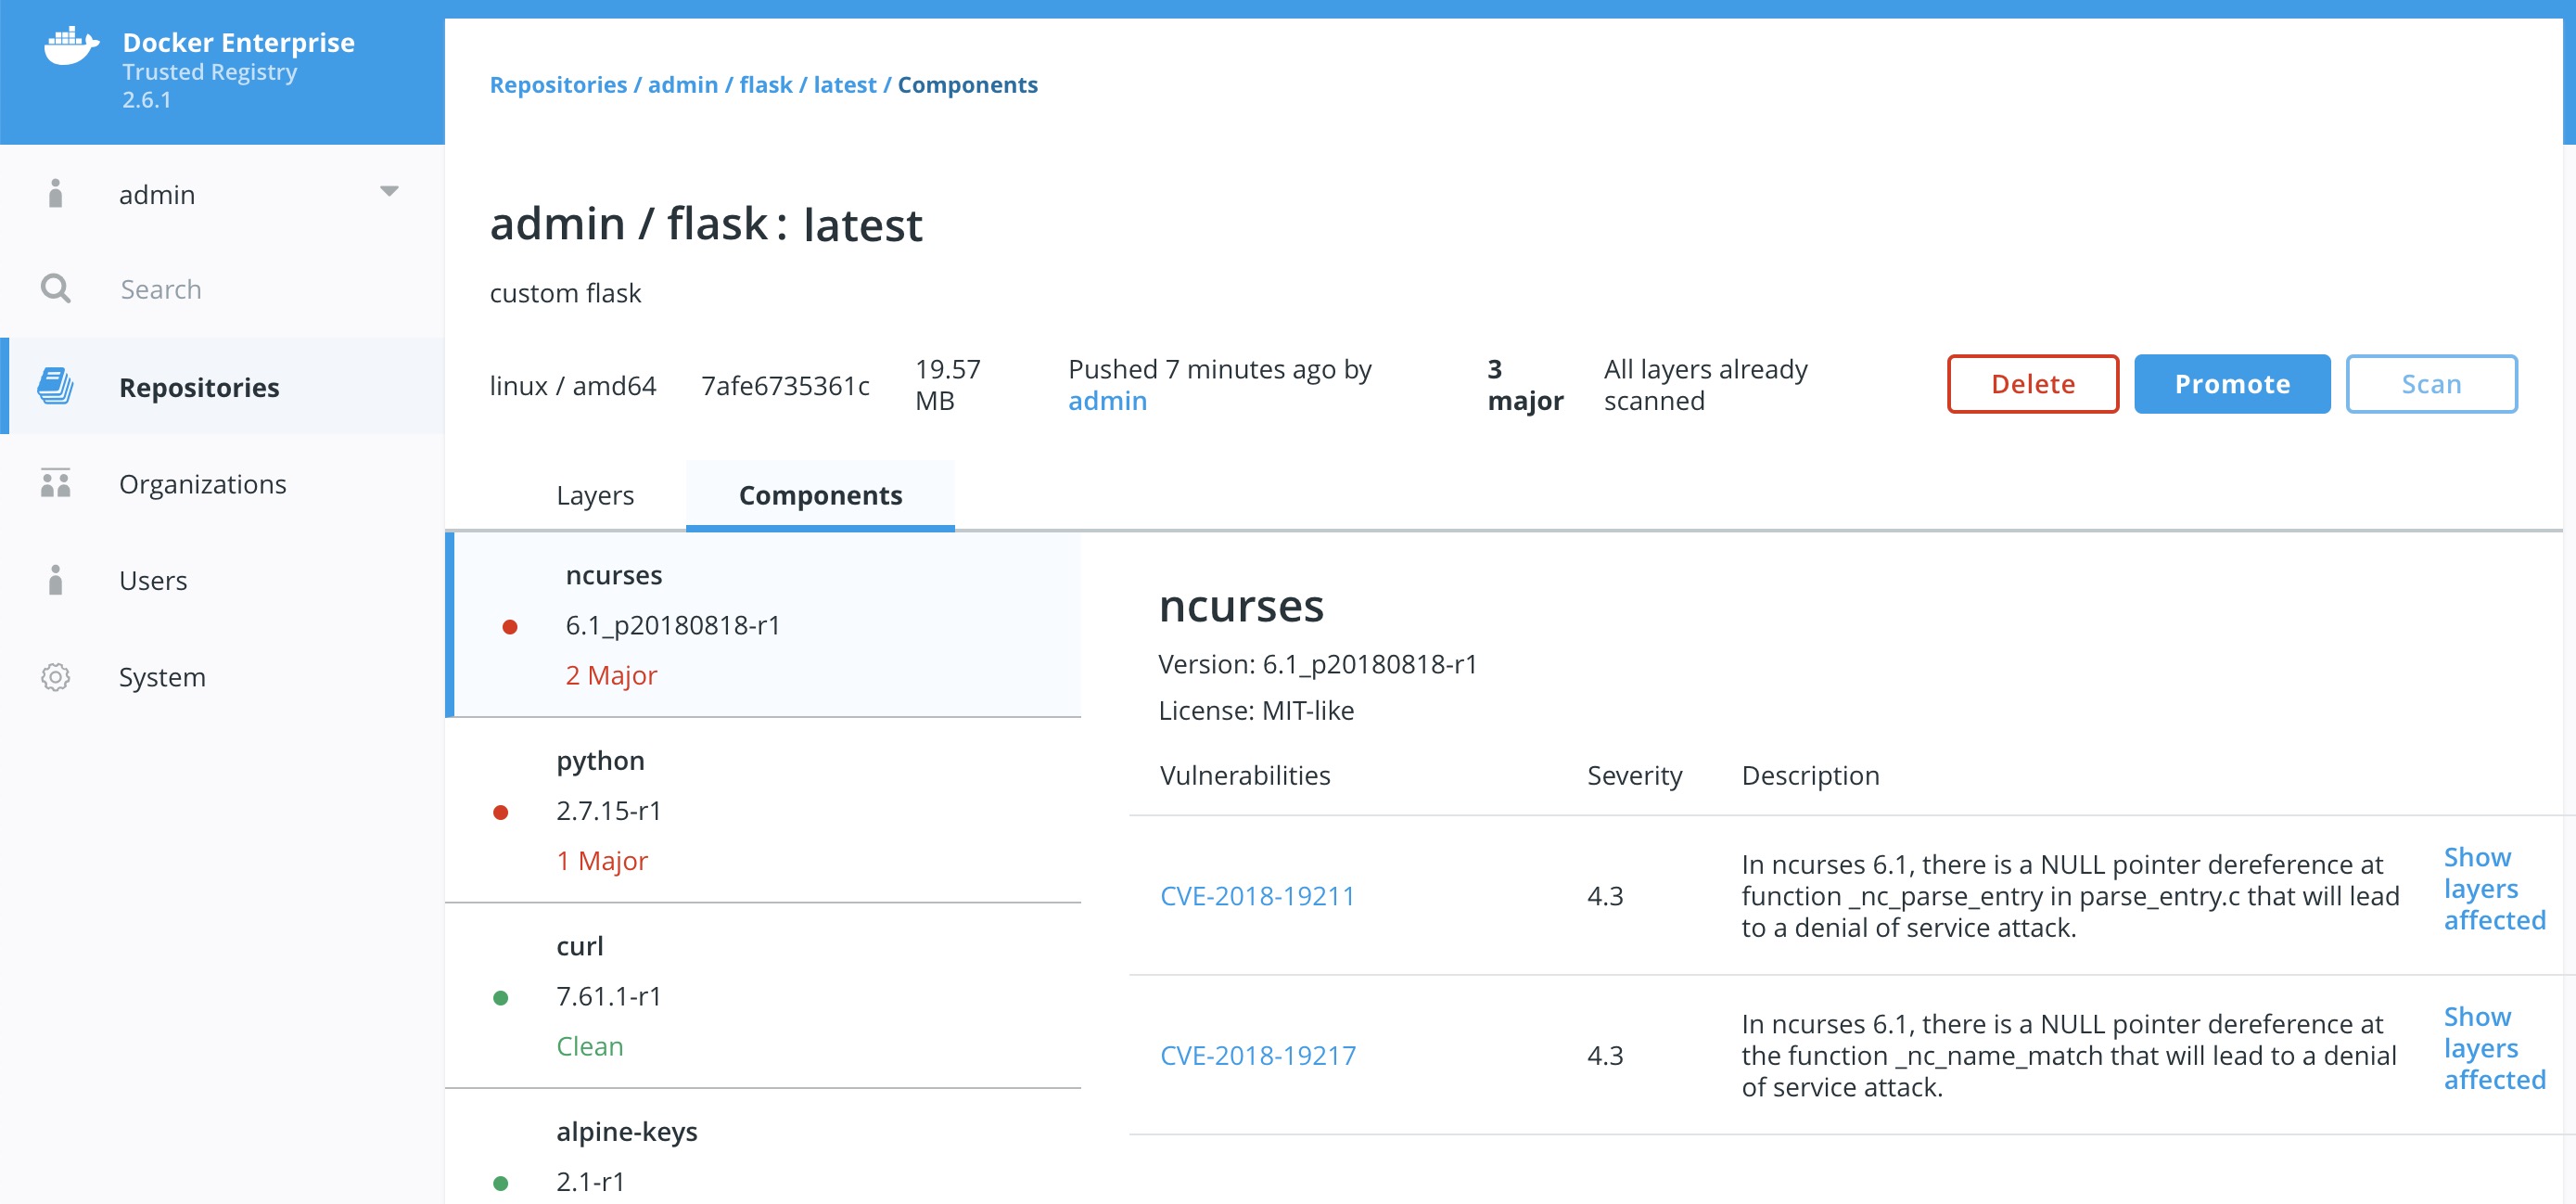 Docker Enterprise
Trusted Registry
2.6.1
admin
Search
Repositories
Organizations
Users
System
Repositories / admin / flask / latest / Components
admin / flask : latest
custom flask
linux / amd64
7afe6735361c
19.57
MB
Pushed 7 minutes ago by
admin
3
major
All layers already
scanned
Delete
Promote
Scan
Layers
Components
ncurses
6.1_p20180818-r1
2 Major
python
2.7.15-r1
1 Major
curl
7.61.1-r1
Clean
alpine-keys
2.1-r1
ncurses
Version: 6.1_p20180818-r1
License: MIT-like
Vulnerabilities Severity Description
CVE-2018-19211
4.3
In ncurses 6.1, there is a NULL pointer dereference at
function _nc_parse_entry in parse_entry.c that will lead
to a denial of service attack.
Show
layers
affected
CVE-2018-19217
4.3
In ncurses 6.1, there is a NULL pointer dereference at
the function _nc_name_match that will lead to a denial
of service attack.
Show
layers
affected